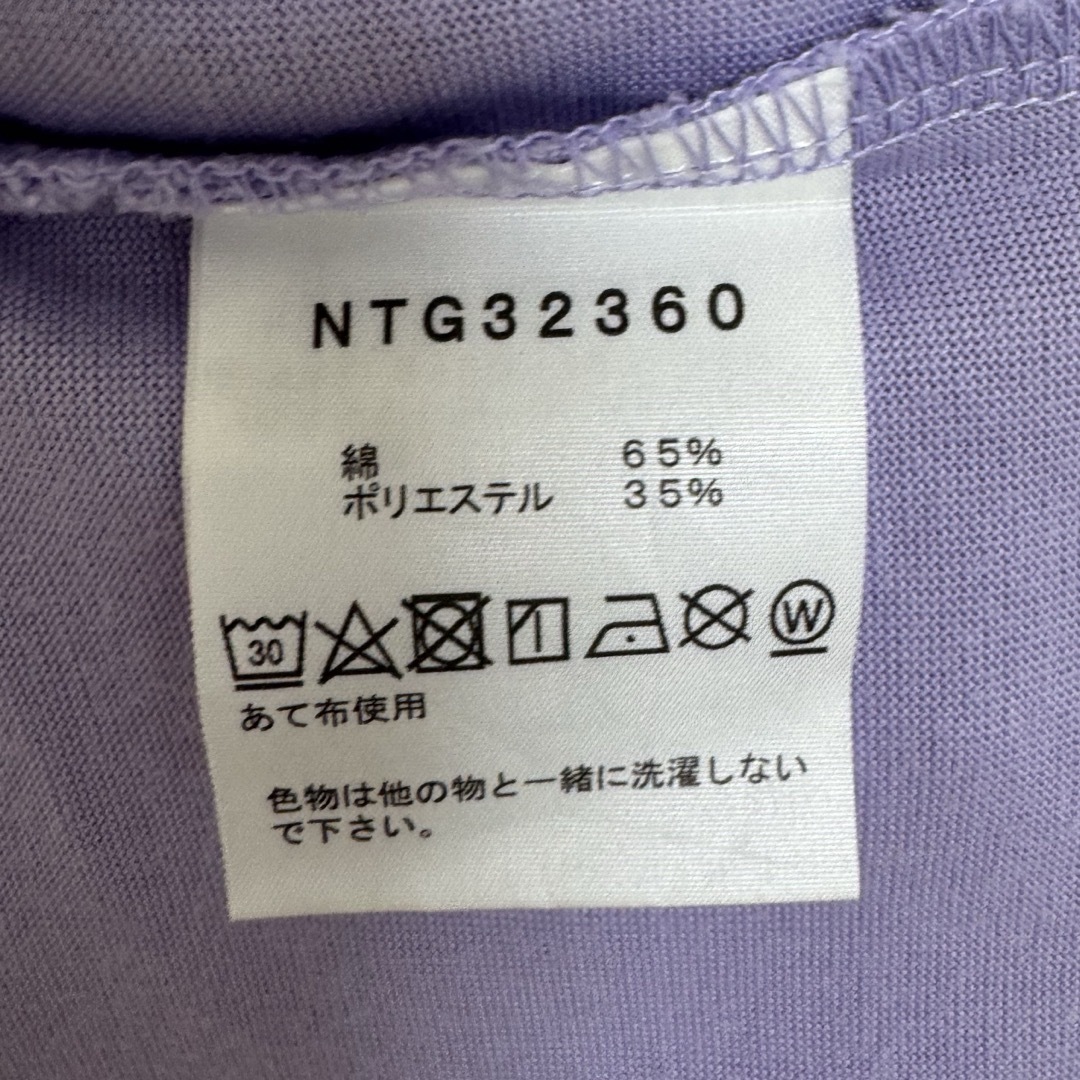 NTG32360
綿 65%
ポリエステル 35%
30 W
あて布使用
色物は他の物と一緒に洗濯しない
で下さい。